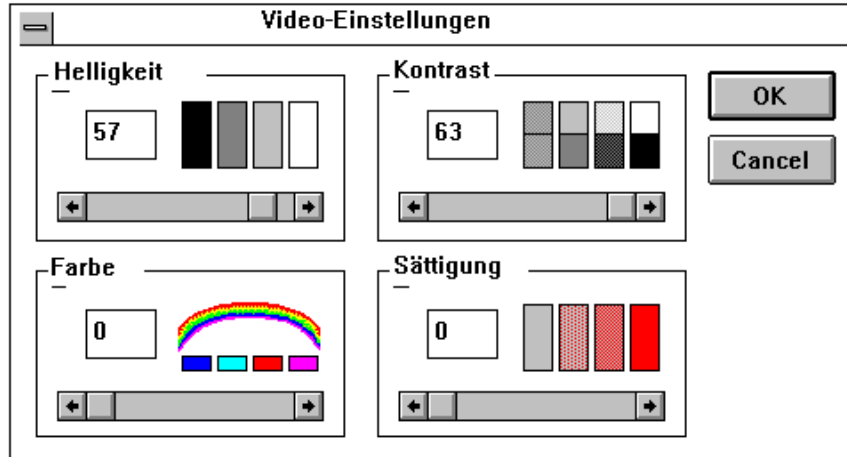 Video-Einstellungen
Helligkeit
57
Kontrast
63
OK
Cancel
Farbe
0
Sättigung
0